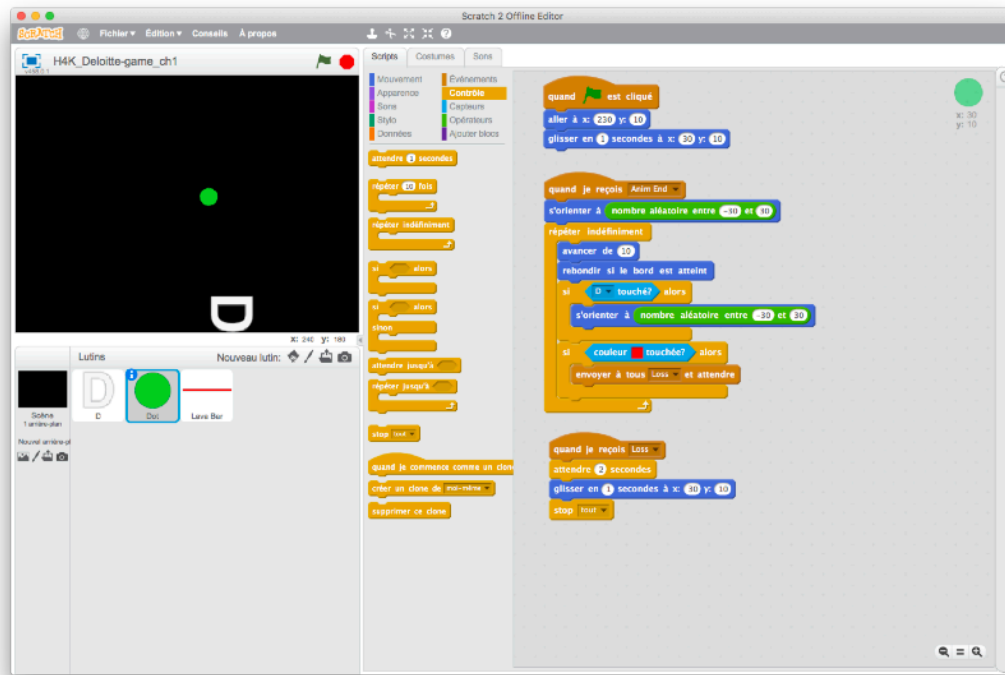 Scratch 2 Offline Editor
SCRATCH Fichier Édition Conseils À propos
H4K_Deloitte-game_ch1
v458.0.1
D
x: 240 y: 180
Lutins Nouveau lutin:
Scène
1 arrière-plan
Nouvel arrière-pl
D
D Dot Lave Bar
Scripts Costumes Sons
Mouvement Événements
Apparence Contrôle
Sons Capteurs
Stylo Opérateurs
Données Ajouter blocs
attendre 1 secondes
répéter 10 fois
répéter indéfiniment
si alors
si alors
sinon
attendre jusqu'à
répéter jusqu'à
stop tout
quand je commence comme un clone
créer un clone de moi-même
supprimer ce clone
quand est cliqué
aller à x: 230 y: 10
glisser en 1 secondes à x: 30 y: 10
quand je reçois Anim End
s'orienter à nombre aléatoire entre -30 et 30
répéter indéfiniment
avancer de 10
rebondir si le bord est atteint
si D touché? alors
s'orienter à nombre aléatoire entre -30 et 30
si couleur touchée? alors
envoyer à tous Loss et attendre
quand je reçois Loss
attendre 2 secondes
glisser en 1 secondes à x: 30 y: 10
stop tout
x: 30
y: 10